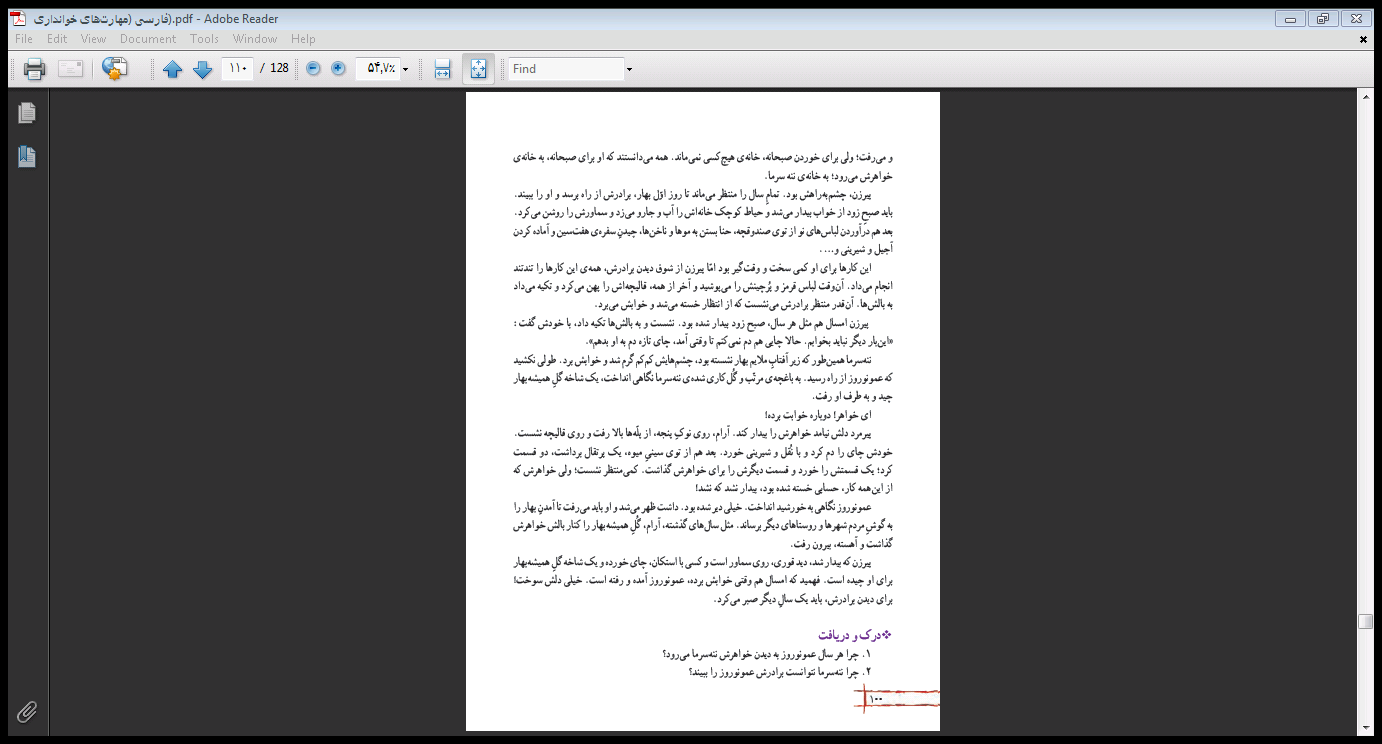 فارسی (مهارت‌های خوانداری).pdf - Adobe Reader
File Edit View Document Tools Window Help
۱۱۰ / 128 ۵۴٫۷٪ Find
و می‌رفت؛ ولی برای خوردن صبحانه، خانه‌ی هیچ‌کسی نمی‌ماند. همه می‌دانستند که او برای صبحانه، به خانه‌ی
خواهرش می‌رود؛ به خانه‌ی ننه سرما.
پیرزن، چشم‌به‌راهش بود. تمامِ سال را منتظر می‌ماند تا روز اوّل بهار، برادرش از راه برسد و او را ببیند.
باید صبحِ زود از خواب بیدار می‌شد و حیاط کوچک خانه‌اش را آب و جارو می‌زد و سماورش را روشن می‌کرد.
بعد هم درآوردن لباس‌های نو از توی صندوقچه، حنا بستن به موها و ناخن‌ها، چیدنِ سفره‌ی هفت‌سین و آماده کردن
آجیل و شیرینی و... .
این کارها برای او کمی سخت و وقت‌گیر بود امّا پیرزن از شوق دیدن برادرش، همه‌ی این کارها را تندتند
انجام می‌داد. آن‌وقت لباس قرمز و پُرچینش را می‌پوشید و آخر از همه، قالیچه‌اش را پهن می‌کرد و تکیه می‌داد
به بالش‌ها. آن‌قدر منتظر برادرش می‌نشست که از انتظار خسته می‌شد و خوابش می‌برد.
پیرزن امسال هم مثل هر سال، صبح زود بیدار شده بود. نشست و به بالش‌ها تکیه داد، با خودش گفت :
«این‌بار دیگر نباید بخوابم. حالا چایی هم دم نمی‌کنم تا وقتی آمد، چای تازه دم به او بدهم».
ننه‌سرما همین‌طور که زیر آفتابِ ملایم بهار نشسته بود، چشم‌هایش کم‌کم گرم شد و خوابش برد. طولی نکشید
که عمونوروز از راه رسید. به باغچه‌ی مرتّب و گُل‌کاری شده‌ی ننه‌سرما نگاهی انداخت، یک شاخه گلِ همیشه‌بهار
چید و به طرف او رفت.
ای خواهر! دوباره خوابت برده!
پیرمرد دلش نیامد خواهرش را بیدار کند. آرام، روی نوکِ پنجه، از پلّه‌ها بالا رفت و روی قالیچه نشست.
خودش چای را دم کرد و با نُقل و شیرینی خورد. بعد هم از توی سینیِ میوه، یک پرتقال برداشت، دو قسمت
کرد؛ یک قسمتش را خورد و قسمت دیگرش را برای خواهرش گذاشت. کمی‌منتظر نشست؛ ولی خواهرش که
از این‌همه کار، حسابی خسته شده بود، بیدار نشد که نشد!
عمونوروز نگاهی به خورشید انداخت. خیلی دیر شده بود. داشت ظهر می‌شد و او باید می‌رفت تا آمدنِ بهار را
به گوشِ مردم شهرها و روستاهای دیگر برساند. مثل سال‌های گذشته، آرام، گُلِ همیشه‌بهار را کنار بالش خواهرش
گذاشت و آهسته، بیرون رفت.
پیرزن که بیدار شد، دید قوری، روی سماور است و کسی با استکان، چای خورده و یک شاخه گلِ همیشه‌بهار
برای او چیده است. فهمید که امسال هم وقتی خوابش برده، عمونوروز آمده و رفته است. خیلی دلش سوخت؛
برای دیدن برادرش، باید یک سالِ دیگر صبر می‌کرد.
❖درک و دریافت
۱. چرا هر سال عمونوروز به دیدن خواهرش ننه‌سرما می‌رود؟
۲. چرا ننه‌سرما نتوانست برادرش عمونوروز را ببیند؟
۱۰۰